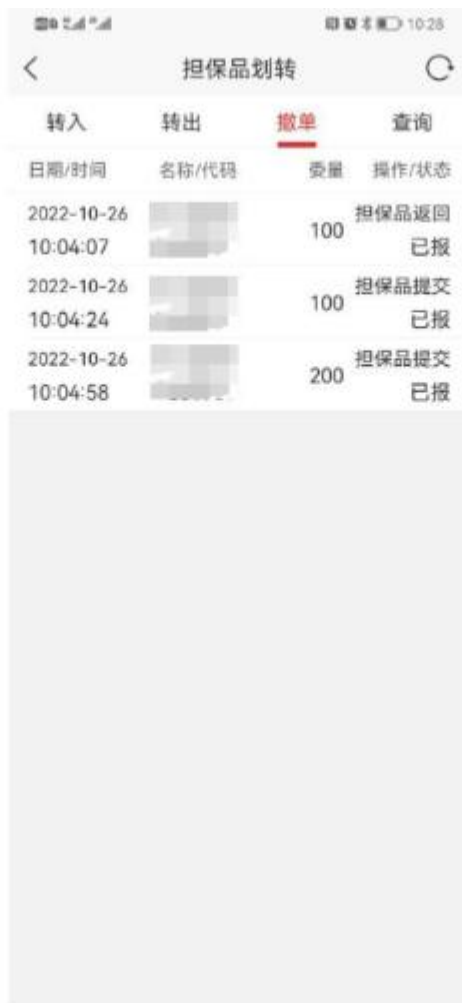 10:28
担保品划转
转入 转出 撤单 查询
日期/时间 名称/代码 委量 操作/状态
2022-10-26 担保品返回
10:04:07 100 已报
2022-10-26 担保品提交
10:04:24 100 已报
2022-10-26 担保品提交
10:04:58 200 已报